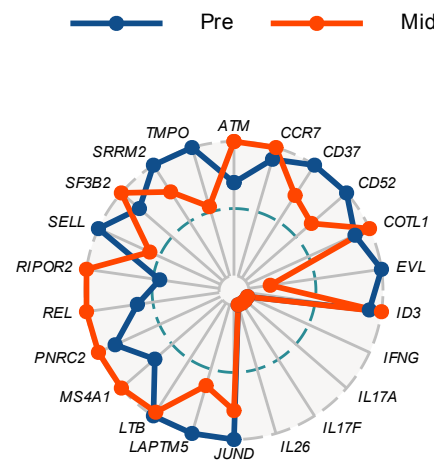 Pre Mid
ATM
CCR7
CD37
CD52
COTL1
EVL
ID3
IFNG
IL17A
IL17F
IL26
JUND
LAPTM5
LTB
MS4A1
PNRC2
REL
RIPOR2
SELL
SF3B2
SRRM2
TMPO